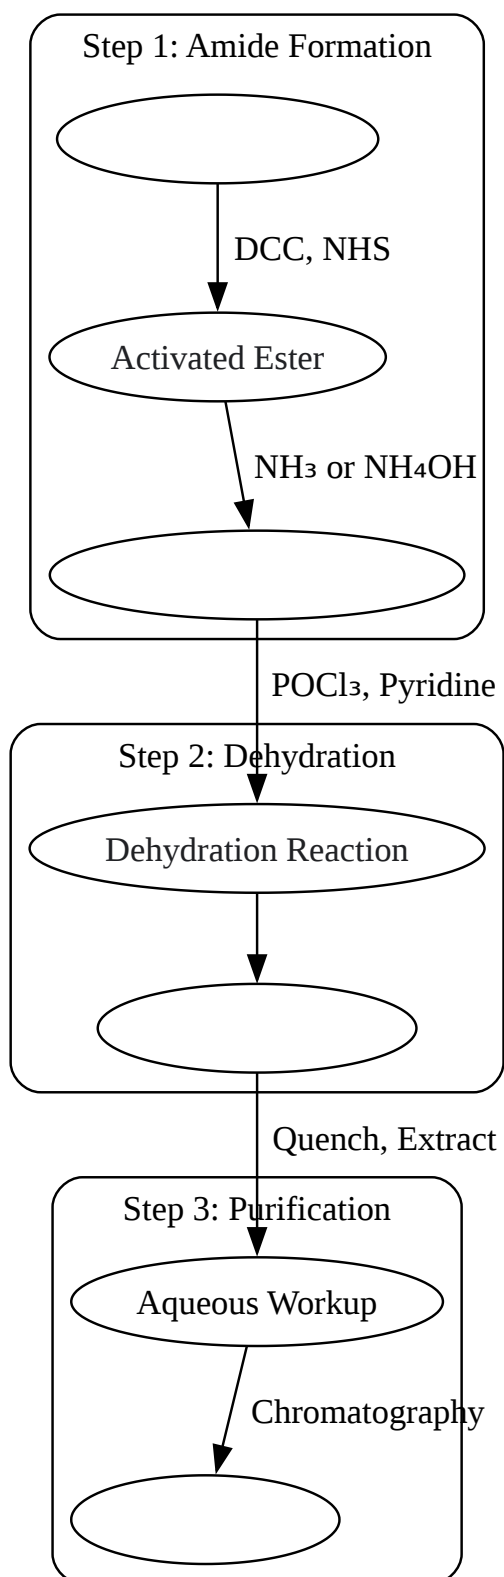 Step 1: Amide Formation
DCC, NHS
Activated Ester
NH₃ or NH₄OH
POCl₃, Pyridine
Step 2: Dehydration
Dehydration Reaction
Quench, Extract
Step 3: Purification
Aqueous Workup
Chromatography